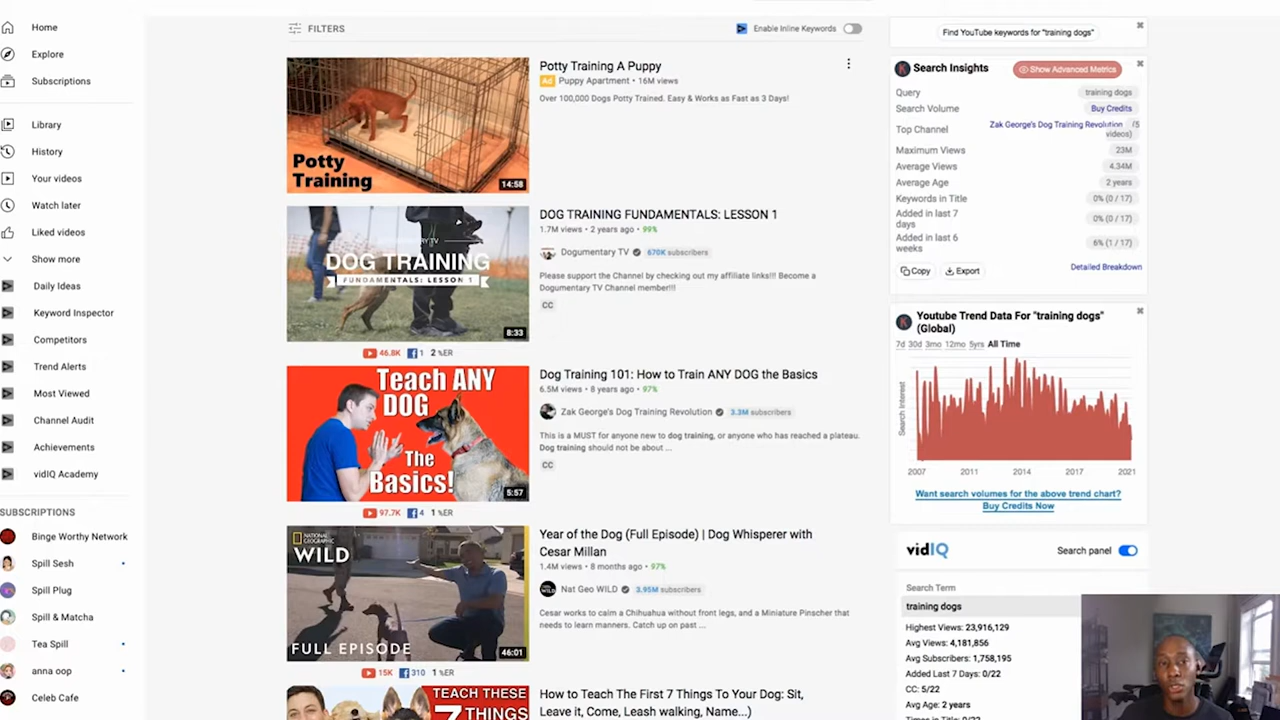 Home
Explore
Subscriptions
Library
History
Your videos
Watch later
Liked videos
Show more
Daily Ideas
Keyword Inspector
Competitors
Trend Alerts
Most Viewed
Channel Audit
Achievements
vidIQ Academy
SUBSCRIPTIONS
Binge Worthy Network
Spill Sesh
Spill Plug
Spill & Matcha
Tea Spill
anna oop
Celeb Cafe
FILTERS
Enable Inline Keywords
Potty Training
14:58
Potty Training A Puppy
Ad Puppy Apartment • 16M views
Over 100,000 Dogs Potty Trained. Easy & Works as Fast as 3 Days!
DOG TRAINING
FUNDAMENTALS: LESSON 1
8:33
46.8K 1 2 %ER
DOG TRAINING FUNDAMENTALS: LESSON 1
1.7M views • 2 years ago • 99%
Dogumentary TV 670K subscribers
Please support the Channel by checking out my affiliate links!!! Become a
Dogumentary TV Channel member!!!
CC
Teach ANY
DOG
The
Basics!
5:57
97.7K 4 1 %ER
Dog Training 101: How to Train ANY DOG the Basics
6.5M views • 8 years ago • 97%
Zak George's Dog Training Revolution 3.3M subscribers
This is a MUST for anyone new to dog training, or anyone who has reached a plateau.
Dog training should not be about ...
CC
NATIONAL GEOGRAPHIC
WILD
FULL EPISODE
46:01
15K 310 1 %ER
Year of the Dog (Full Episode) | Dog Whisperer with
Cesar Millan
1.4M views • 8 months ago • 97%
Nat Geo WILD 3.95M subscribers
Cesar works to calm a Chihuahua without front legs, and a Miniature Pinscher that
needs to learn manners. Catch up on past ...
TEACH THESE
7 THINGS
How to Teach The First 7 Things To Your Dog: Sit,
Leave it, Come, Leash walking, Name...)
Find YouTube keywords for "training dogs"
Search Insights
Show Advanced Metrics
Query training dogs
Search Volume Buy Credits
Top Channel Zak George's Dog Training Revolution (5
videos)
Maximum Views 23M
Average Views 4.34M
Average Age 2 years
Keywords in Title 0% (0 / 17)
Added in last 7
days 0% (0 / 17)
Added in last 6
weeks 6% (1 / 17)
Copy Export Detailed Breakdown
Youtube Trend Data For "training dogs"
(Global)
7d 30d 3mo 12mo 5yrs All Time
Search Interest
2007 2011 2014 2017 2021
Want search volumes for the above trend chart?
Buy Credits Now
vidIQ Search panel
Search Term
training dogs
Highest Views: 23,916,129
Avg Views: 4,181,856
Avg Subscribers: 1,758,195
Added Last 7 Days: 0/22
CC: 5/22
Avg Age: 2 years
Times in Title: 0/22